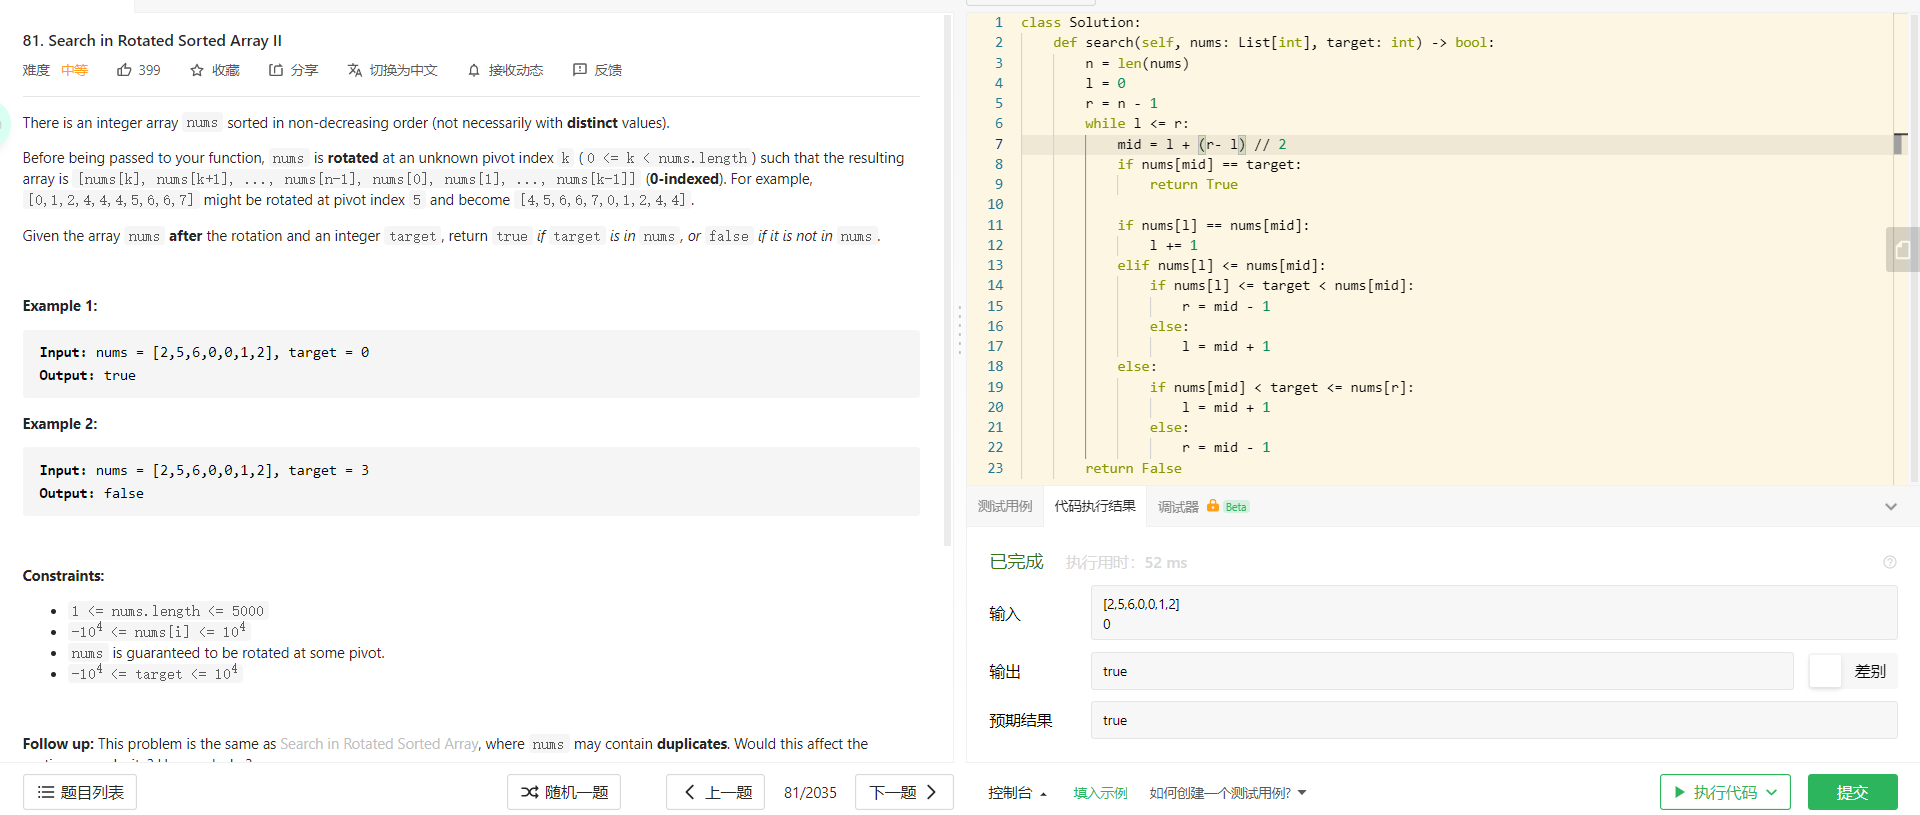 81. Search in Rotated Sorted Array II
难度 中等 399 收藏 分享 切换为中文 接收动态 反馈
There is an integer array nums sorted in non-decreasing order (not necessarily with distinct values).
Before being passed to your function, nums is rotated at an unknown pivot index k (0 <= k < nums.length) such that the resulting
array is [nums[k], nums[k+1], ..., nums[n-1], nums[0], nums[1], ..., nums[k-1]] (0-indexed). For example,
[0,1,2,4,4,4,5,6,6,7] might be rotated at pivot index 5 and become [4,5,6,6,7,0,1,2,4,4].
Given the array nums after the rotation and an integer target, return true if target is in nums, or false if it is not in nums.
Example 1:
Input: nums = [2,5,6,0,0,1,2], target = 0
Output: true
Example 2:
Input: nums = [2,5,6,0,0,1,2], target = 3
Output: false
Constraints:
1 <= nums.length <= 5000
-10^4 <= nums[i] <= 10^4
nums is guaranteed to be rotated at some pivot.
-10^4 <= target <= 10^4
Follow up: This problem is the same as Search in Rotated Sorted Array, where nums may contain duplicates. Would this affect the
题目列表 随机一题 上一题 81/2035 下一题
1 class Solution:
2     def search(self, nums: List[int], target: int) -> bool:
3         n = len(nums)
4         l = 0
5         r = n - 1
6         while l <= r:
7             mid = l + (r- l) // 2
8             if nums[mid] == target:
9                 return True
10
11             if nums[l] == nums[mid]:
12                 l += 1
13             elif nums[l] <= nums[mid]:
14                 if nums[l] <= target < nums[mid]:
15                     r = mid - 1
16                 else:
17                     l = mid + 1
18             else:
19                 if nums[mid] < target <= nums[r]:
20                     l = mid + 1
21                 else:
22                     r = mid - 1
23         return False
测试用例 代码执行结果 调试器 Beta
已完成 执行用时: 52 ms
输入 [2,5,6,0,0,1,2]
0
输出 true 差别
预期结果 true
控制台 填入示例 如何创建一个测试用例? 执行代码 提交